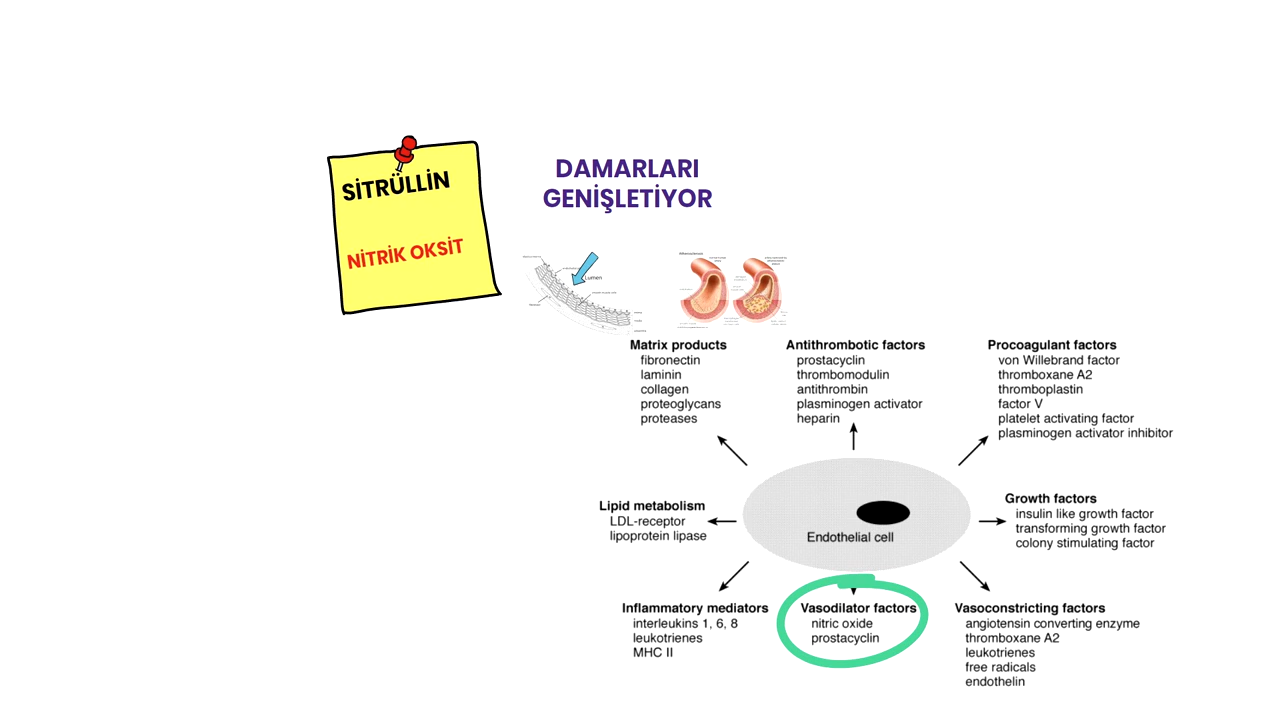 SİTRÜLLİN
NİTRİK OKSİT
DAMARLARI
GENİŞLETİYOR
Lumen
Matrix products
fibronectin
laminin
collagen
proteoglycans
proteases
Antithrombotic factors
prostacyclin
thrombomodulin
antithrombin
plasminogen activator
heparin
Procoagulant factors
von Willebrand factor
thromboxane A2
thromboplastin
factor V
platelet activating factor
plasminogen activator inhibitor
Lipid metabolism
LDL-receptor
lipoprotein lipase
Endothelial cell
Growth factors
insulin like growth factor
transforming growth factor
colony stimulating factor
Inflammatory mediators
interleukins 1, 6, 8
leukotrienes
MHC II
Vasodilator factors
nitric oxide
prostacyclin
Vasoconstricting factors
angiotensin converting enzyme
thromboxane A2
leukotrienes
free radicals
endothelin